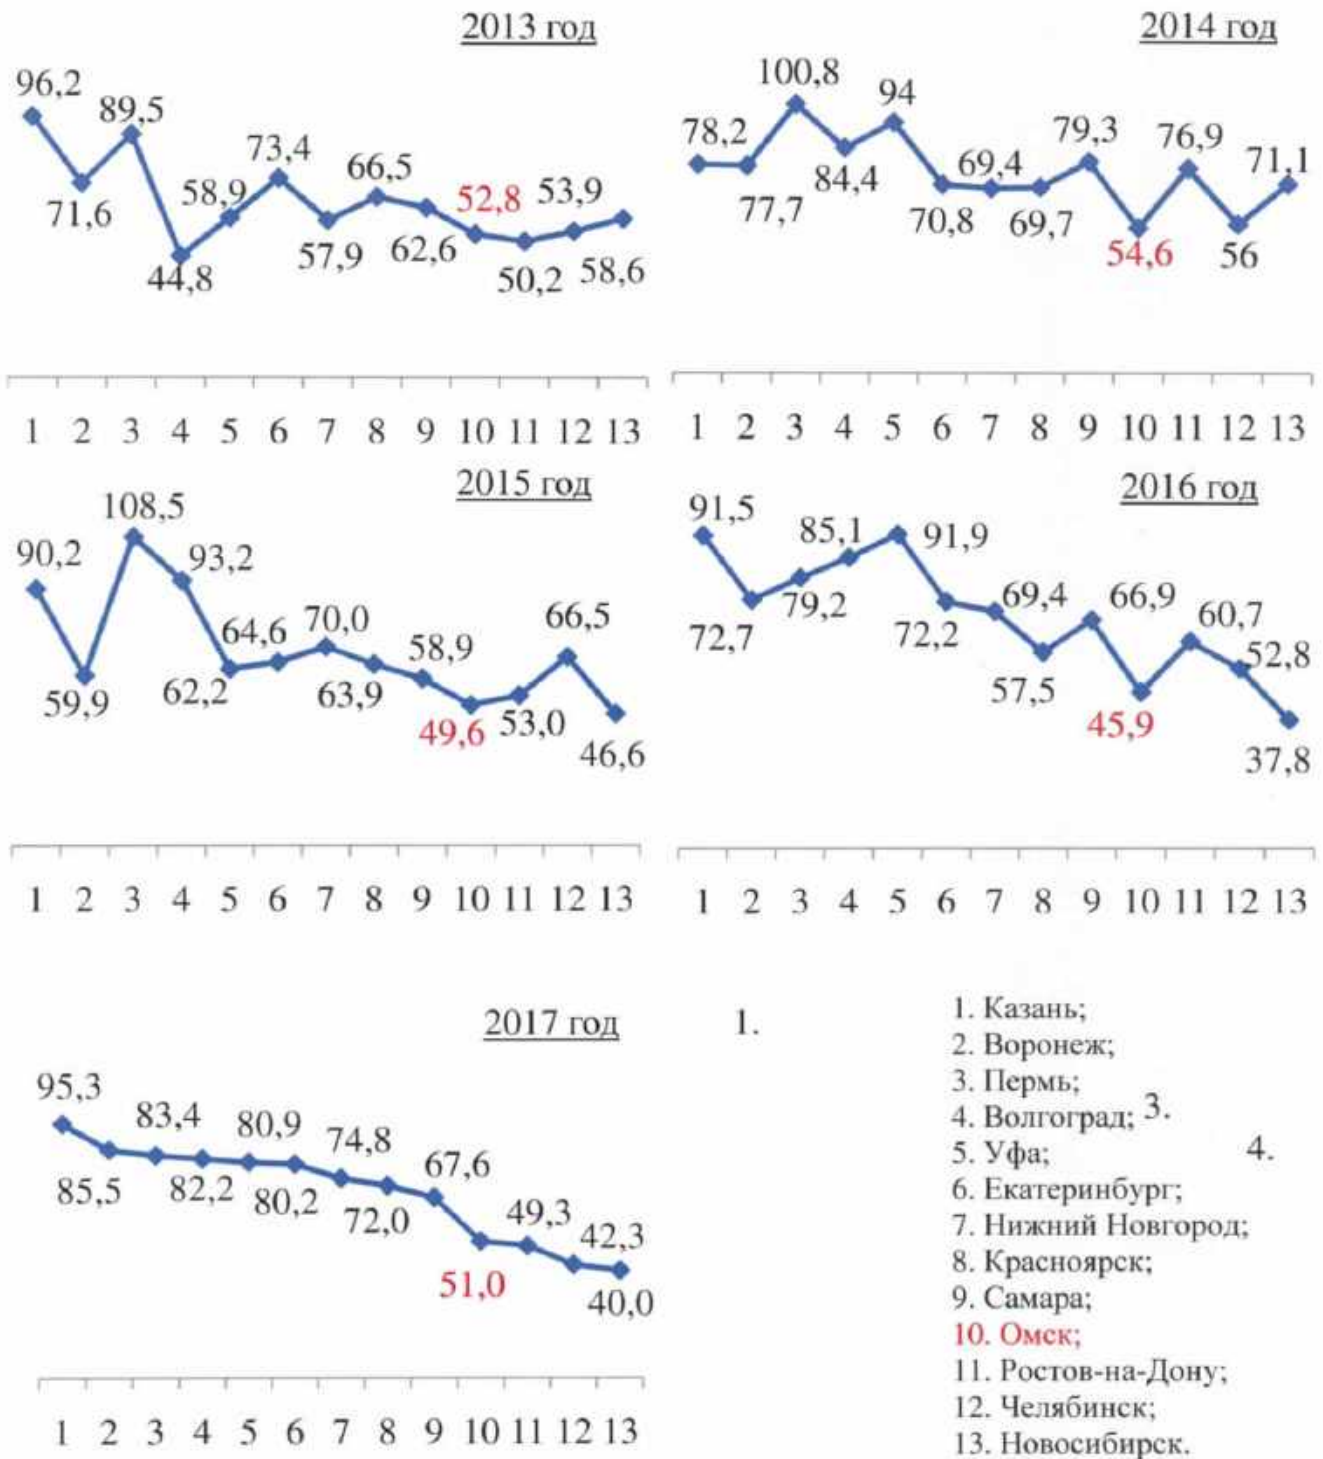 2013 год
96,2
71,6
89,5
44,8
58,9
73,4
57,9
66,5
62,6
52,8
50,2
53,9
58,6
1 2 3 4 5 6 7 8 9 10 11 12 13
2014 год
78,2
77,7
100,8
84,4
94
70,8
69,4
69,7
79,3
54,6
76,9
56
71,1
1 2 3 4 5 6 7 8 9 10 11 12 13
2015 год
90,2
59,9
108,5
93,2
62,2
64,6
70,0
63,9
58,9
49,6
53,0
66,5
46,6
1 2 3 4 5 6 7 8 9 10 11 12 13
2016 год
91,5
72,7
79,2
85,1
91,9
72,2
69,4
57,5
66,9
45,9
60,7
52,8
37,8
1 2 3 4 5 6 7 8 9 10 11 12 13
2017 год
95,3
85,5
83,4
82,2
80,9
80,2
74,8
72,0
67,6
51,0
49,3
42,3
40,0
1 2 3 4 5 6 7 8 9 10 11 12 13
1.
1. Казань;
2. Воронеж;
3. Пермь;
4. Волгоград; 3.
5. Уфа; 4.
6. Екатеринбург;
7. Нижний Новгород;
8. Красноярск;
9. Самара;
10. Омск;
11. Ростов-на-Дону;
12. Челябинск;
13. Новосибирск.